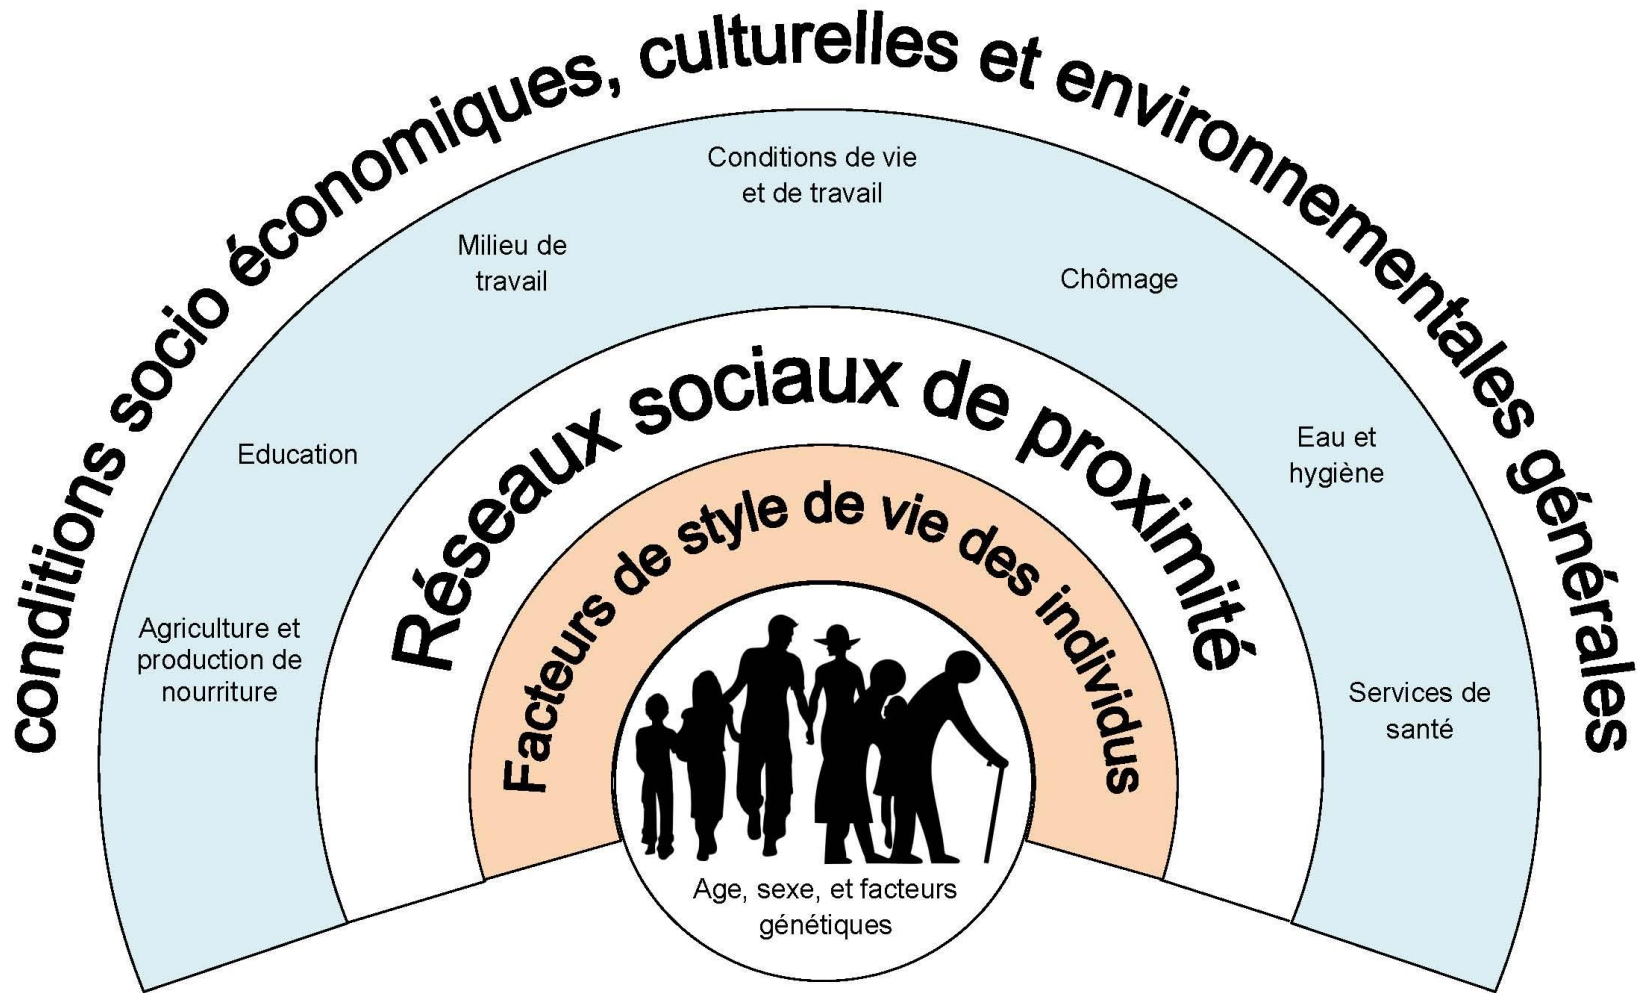 conditions socio économiques, culturelles et environnementales générales
Conditions de vie
et de travail
Milieu de
travail
Chômage
Education
Eau et
hygiène
Agriculture et
production de
nourriture
Services de
santé
Réseaux sociaux de proximité
Facteurs de style de vie des individus
Age, sexe, et facteurs
génétiques